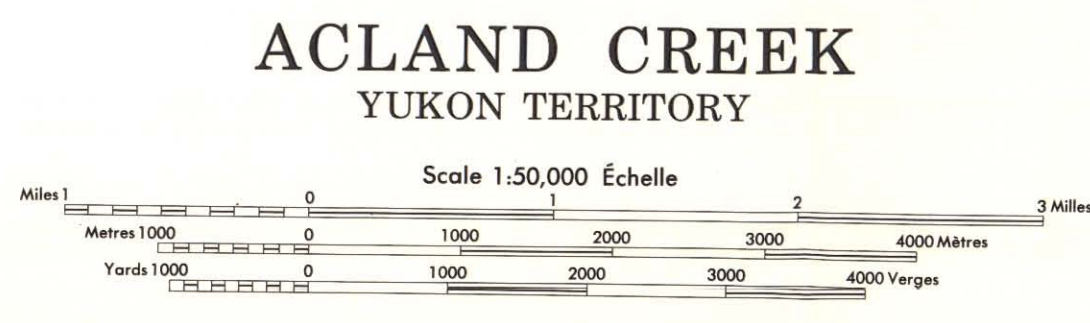 ACLAND CREEK
YUKON TERRITORY
Scale 1:50,000 Échelle
Miles 1 0 1 2 3 Milles
Metres 1000 0 1000 2000 3000 4000 Mètres
Yards 1000 0 1000 2000 3000 4000 Verges